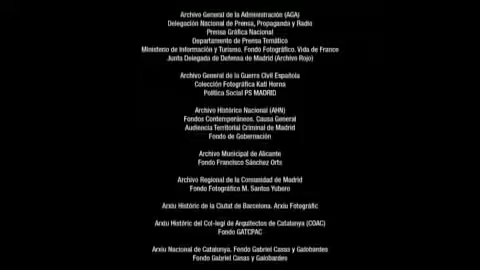 Archivo General de la Administración (AGA)
Delegación Nacional de Prensa, Propaganda y Radio
Prensa Gráfica Nacional
Departamento de Prensa Temático
Ministerio de Información y Turismo. Fondo Fotográfico. Vida de Franco
Junta Delegada de Defensa de Madrid (Archivo Rojo)
Archivo General de la Guerra Civil Española
Colección Fotográfica Kati Horna
Política Social PS MADRID
Archivo Histórico Nacional (AHN)
Fondos Contemporáneos. Causa General
Audiencia Territorial Criminal de Madrid
Fondo de Gobernación
Archivo Municipal de Alicante
Fondo Francisco Sánchez Orts
Archivo Regional de la Comunidad de Madrid
Fondo Fotográfico M. Santos Yubero
Arxiu Històric de la Ciutat de Barcelona. Arxiu Fotogràfic
Arxiu Històric del Col·legi de Arquitectes de Catalunya (COAC)
Fondo GATCPAC
Arxiu Nacional de Catalunya. Fondo Gabriel Casas y Galobardes
Fondo Gabriel Casas y Galobardes